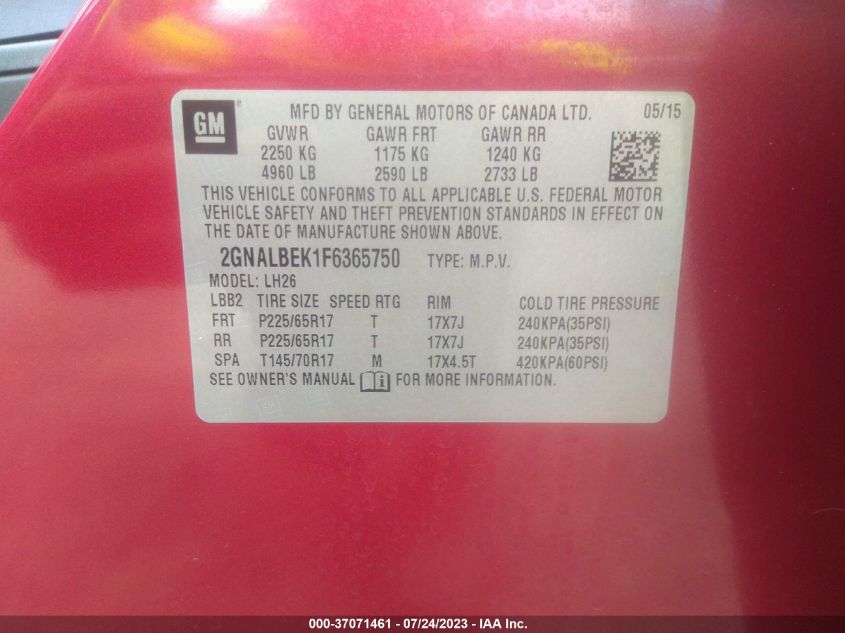 GM ® MFD BY GENERAL MOTORS OF CANADA LTD. 05/15
GVWR GAWR FRT GAWR RR
2250 KG 1175 KG 1240 KG
4960 LB 2590 LB 2733 LB
THIS VEHICLE CONFORMS TO ALL APPLICABLE U.S. FEDERAL MOTOR
VEHICLE SAFETY AND THEFT PREVENTION STANDARDS IN EFFECT ON
THE DATE OF MANUFACTURE SHOWN ABOVE.
2GNALBEK1F6365750 TYPE: M.P.V.
MODEL: LH26
LBB2 TIRE SIZE SPEED RTG RIM COLD TIRE PRESSURE
FRT P225/65R17 T 17X7J 240KPA(35PSI)
RR P225/65R17 T 17X7J 240KPA(35PSI)
SPA T145/70R17 M 17X4.5T 420KPA(60PSI)
SEE OWNER'S MANUAL i FOR MORE INFORMATION.
000-37071461 - 07/24/2023 - IAA Inc.